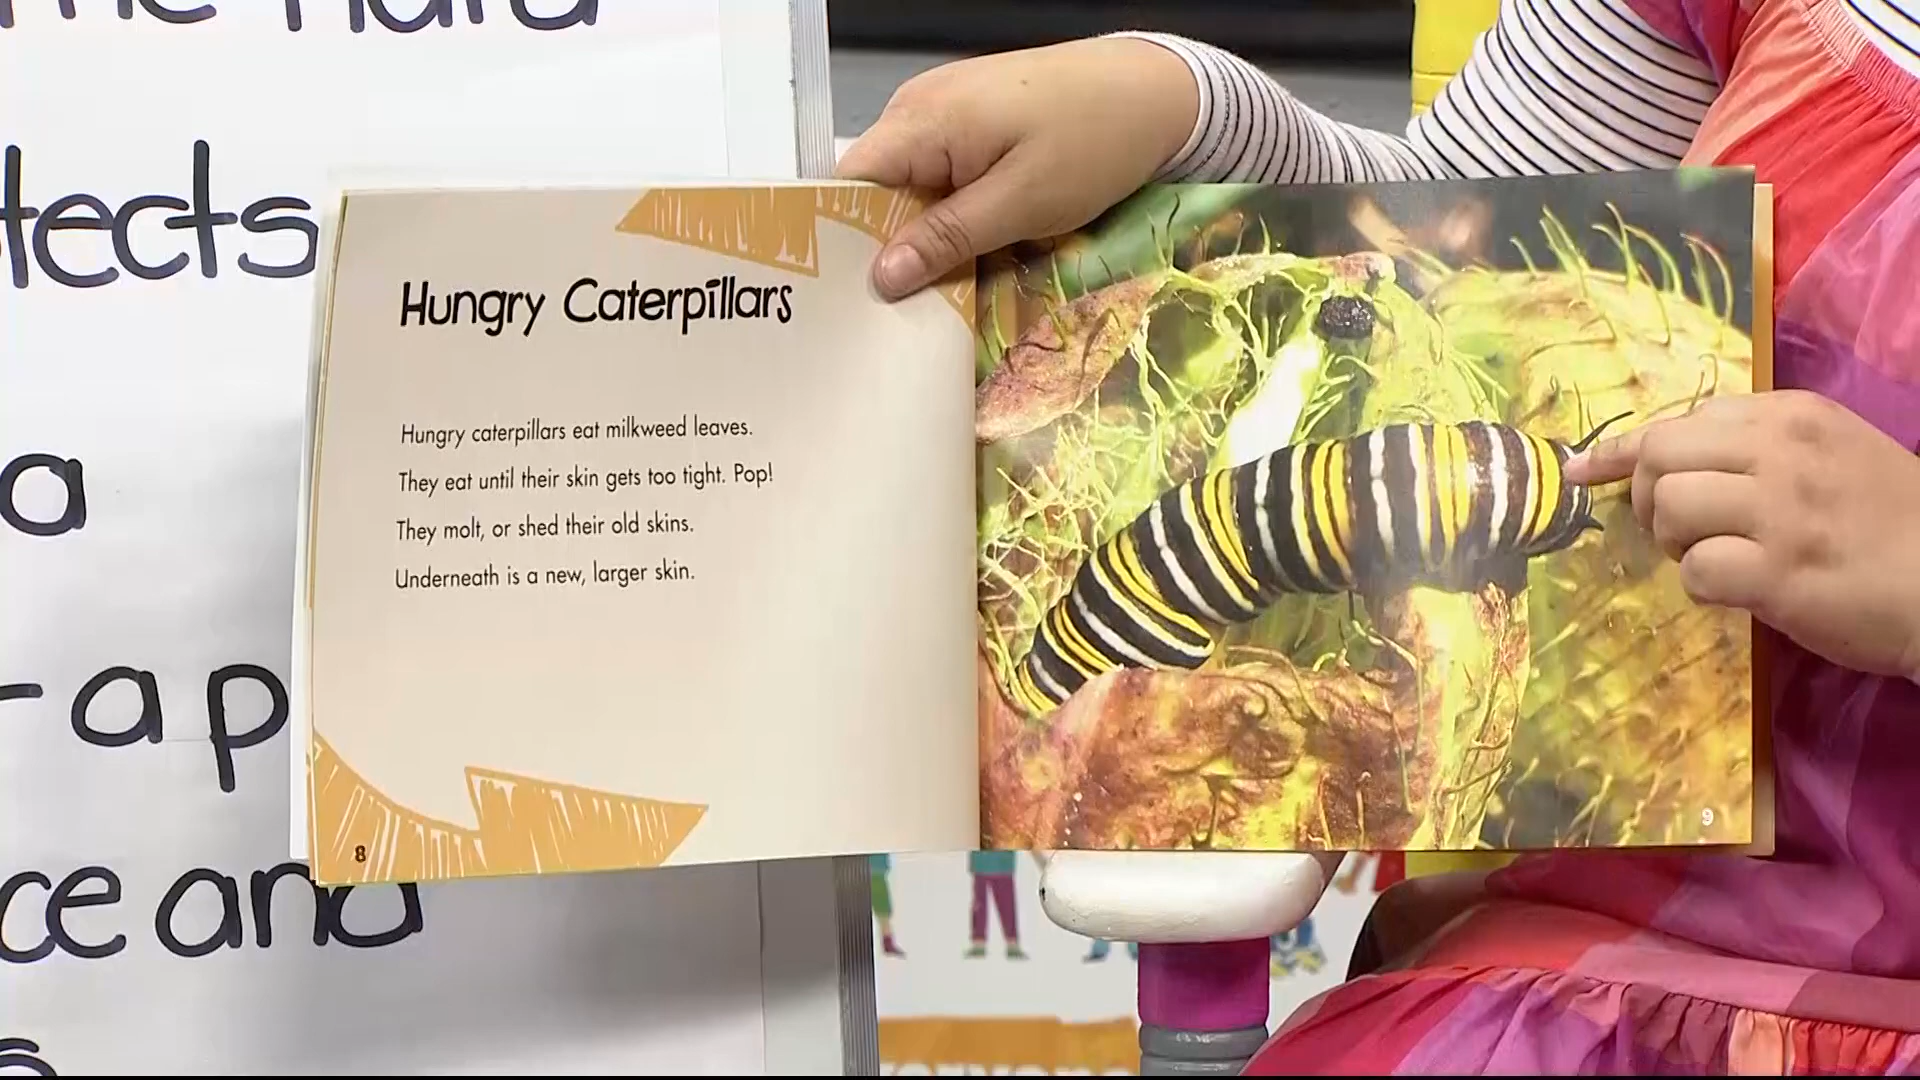 tects
a
-ap
ce and
Hungry Caterpillars
Hungry caterpillars eat milkweed leaves.
They eat until their skin gets too tight. Pop!
They molt, or shed their old skins.
Underneath is a new, larger skin.
8
9